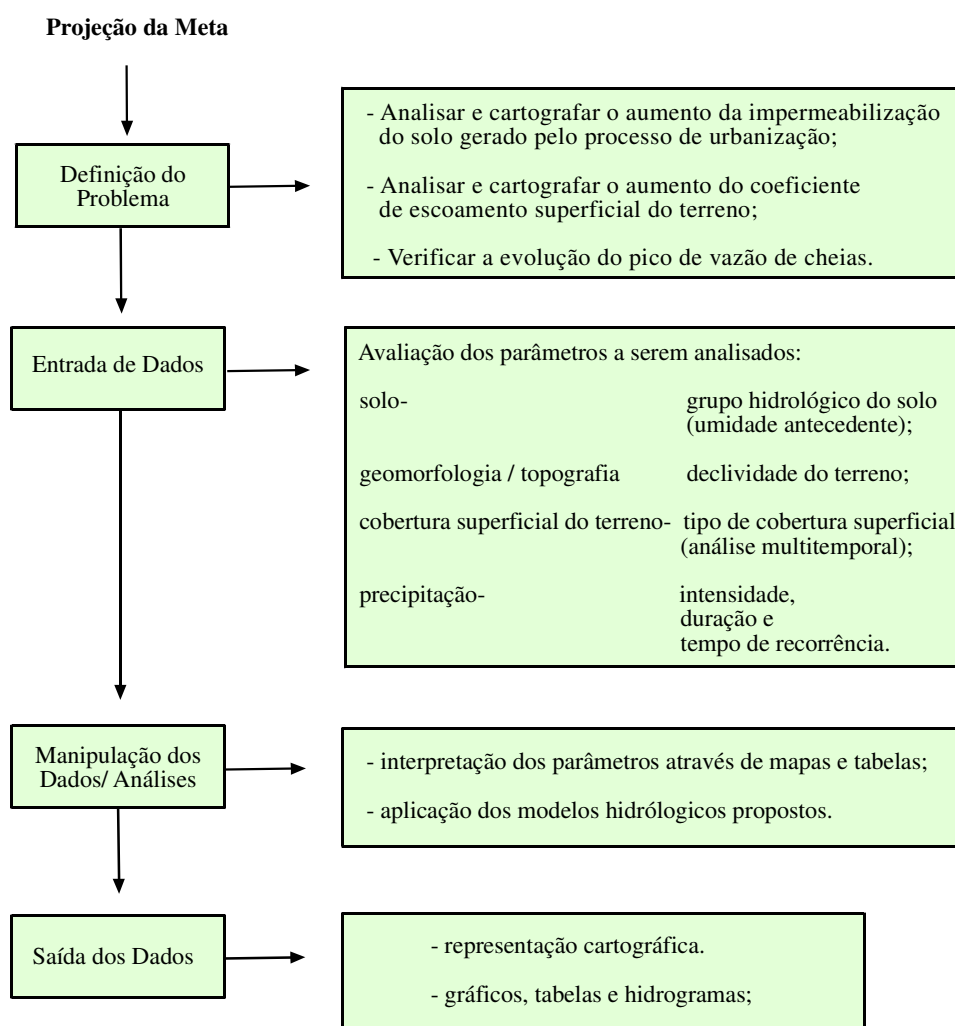 Projeção da Meta
Definição do
Problema
- Analisar e cartografar o aumento da impermeabilização
do solo gerado pelo processo de urbanização;
- Analisar e cartografar o aumento do coeficiente
de escoamento superficial do terreno;
- Verificar a evolução do pico de vazão de cheias.
Entrada de Dados
Avaliação dos parâmetros a serem analisados:
solo- grupo hidrológico do solo
(umidade antecedente);
geomorfologia / topografia declividade do terreno;
cobertura superficial do terreno- tipo de cobertura superficial
(análise multitemporal);
precipitação- intensidade,
duração e
tempo de recorrência.
Manipulação dos
Dados/ Análises
- interpretação dos parâmetros através de mapas e tabelas;
- aplicação dos modelos hidrólogicos propostos.
Saída dos Dados
- representação cartográfica.
- gráficos, tabelas e hidrogramas;